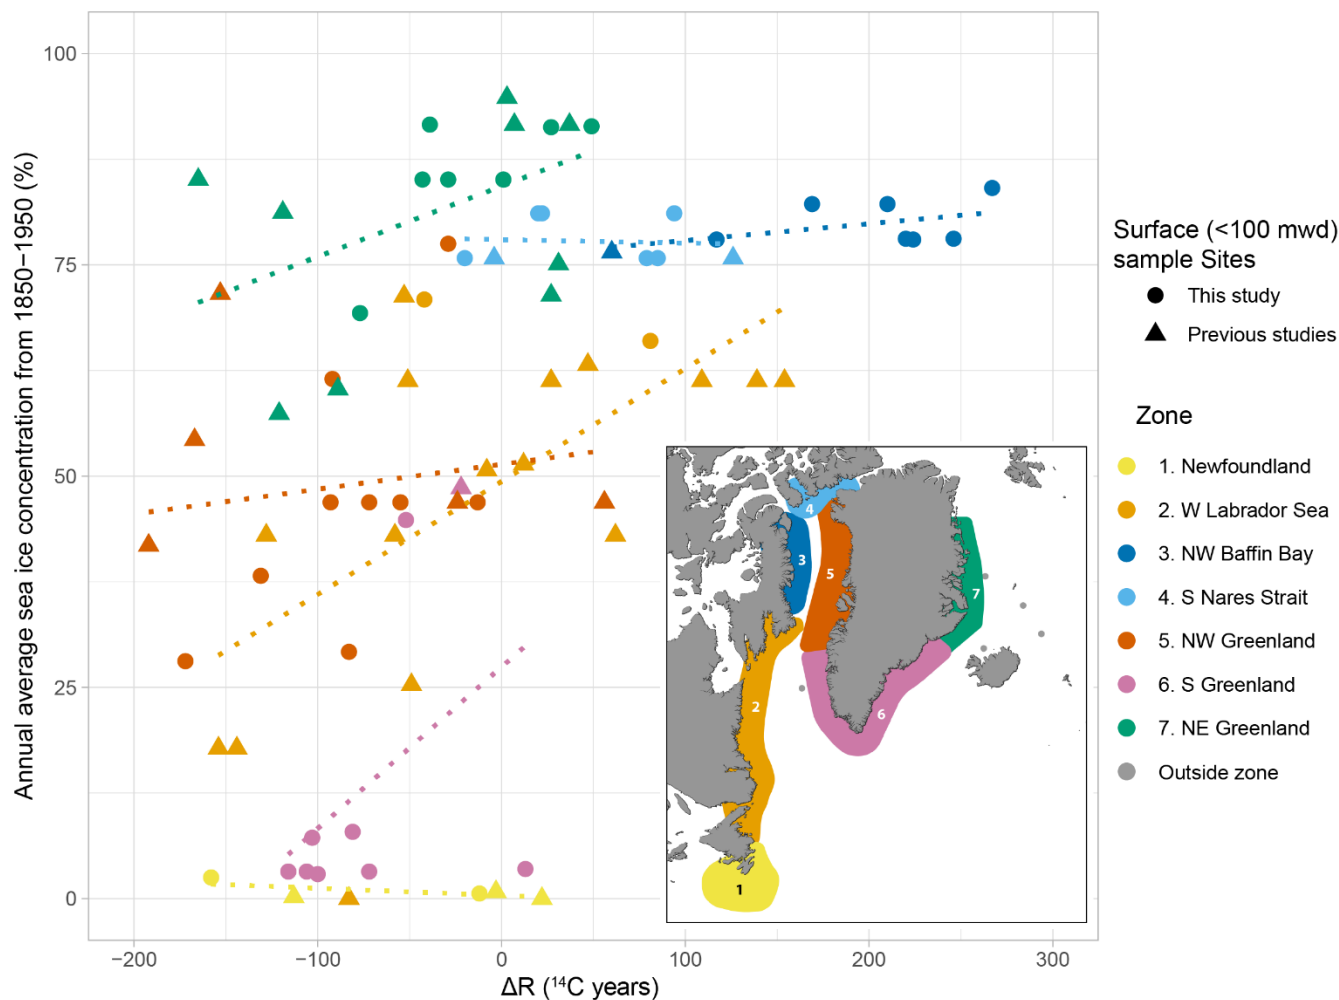 Annual average sea ice concentration from 1850−1950 (%)
100
75
50
25
0
−200
−100
0
100
200
300
ΔR (¹⁴C years)
Surface (<100 mwd)
sample Sites
This study
Previous studies
Zone
1. Newfoundland
2. W Labrador Sea
3. NW Baffin Bay
4. S Nares Strait
5. NW Greenland
6. S Greenland
7. NE Greenland
Outside zone
4
3
5
7
2
6
1